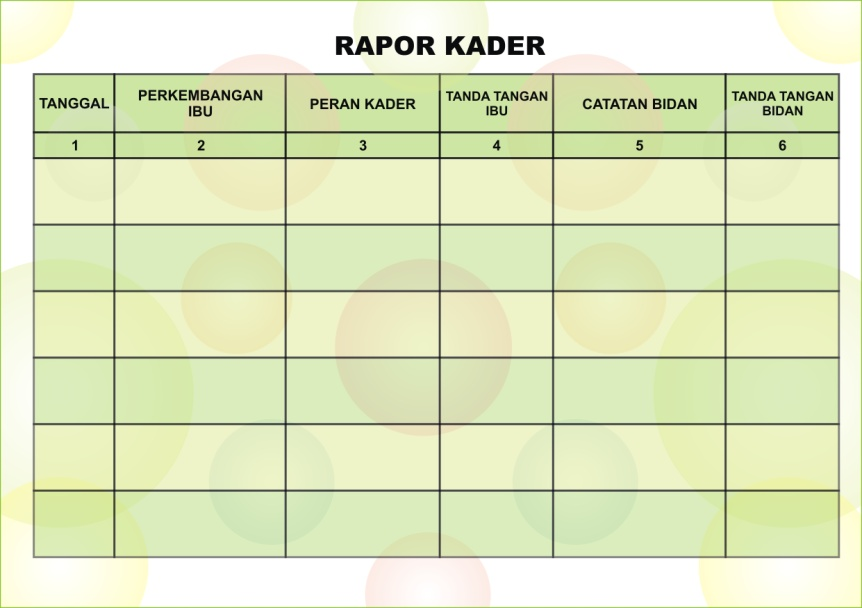 RAPOR KADER
TANGGAL
PERKEMBANGAN
IBU
PERAN KADER
TANDA TANGAN
IBU
CATATAN BIDAN
TANDA TANGAN
BIDAN
1
2
3
4
5
6